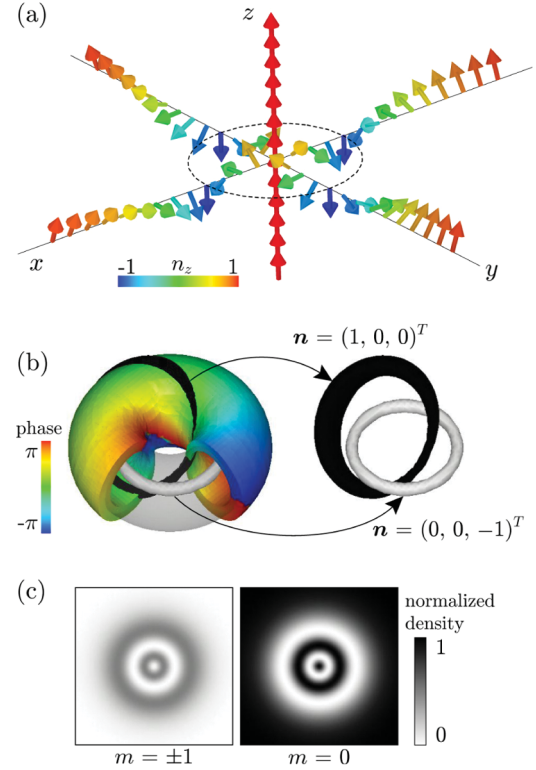 (a)
z
x
y
-1 n_z 1
(b)
n = (1, 0, 0)^T
phase
π
-π
n = (0, 0, -1)^T
(c)
normalized
density
1
0
m = ±1
m = 0